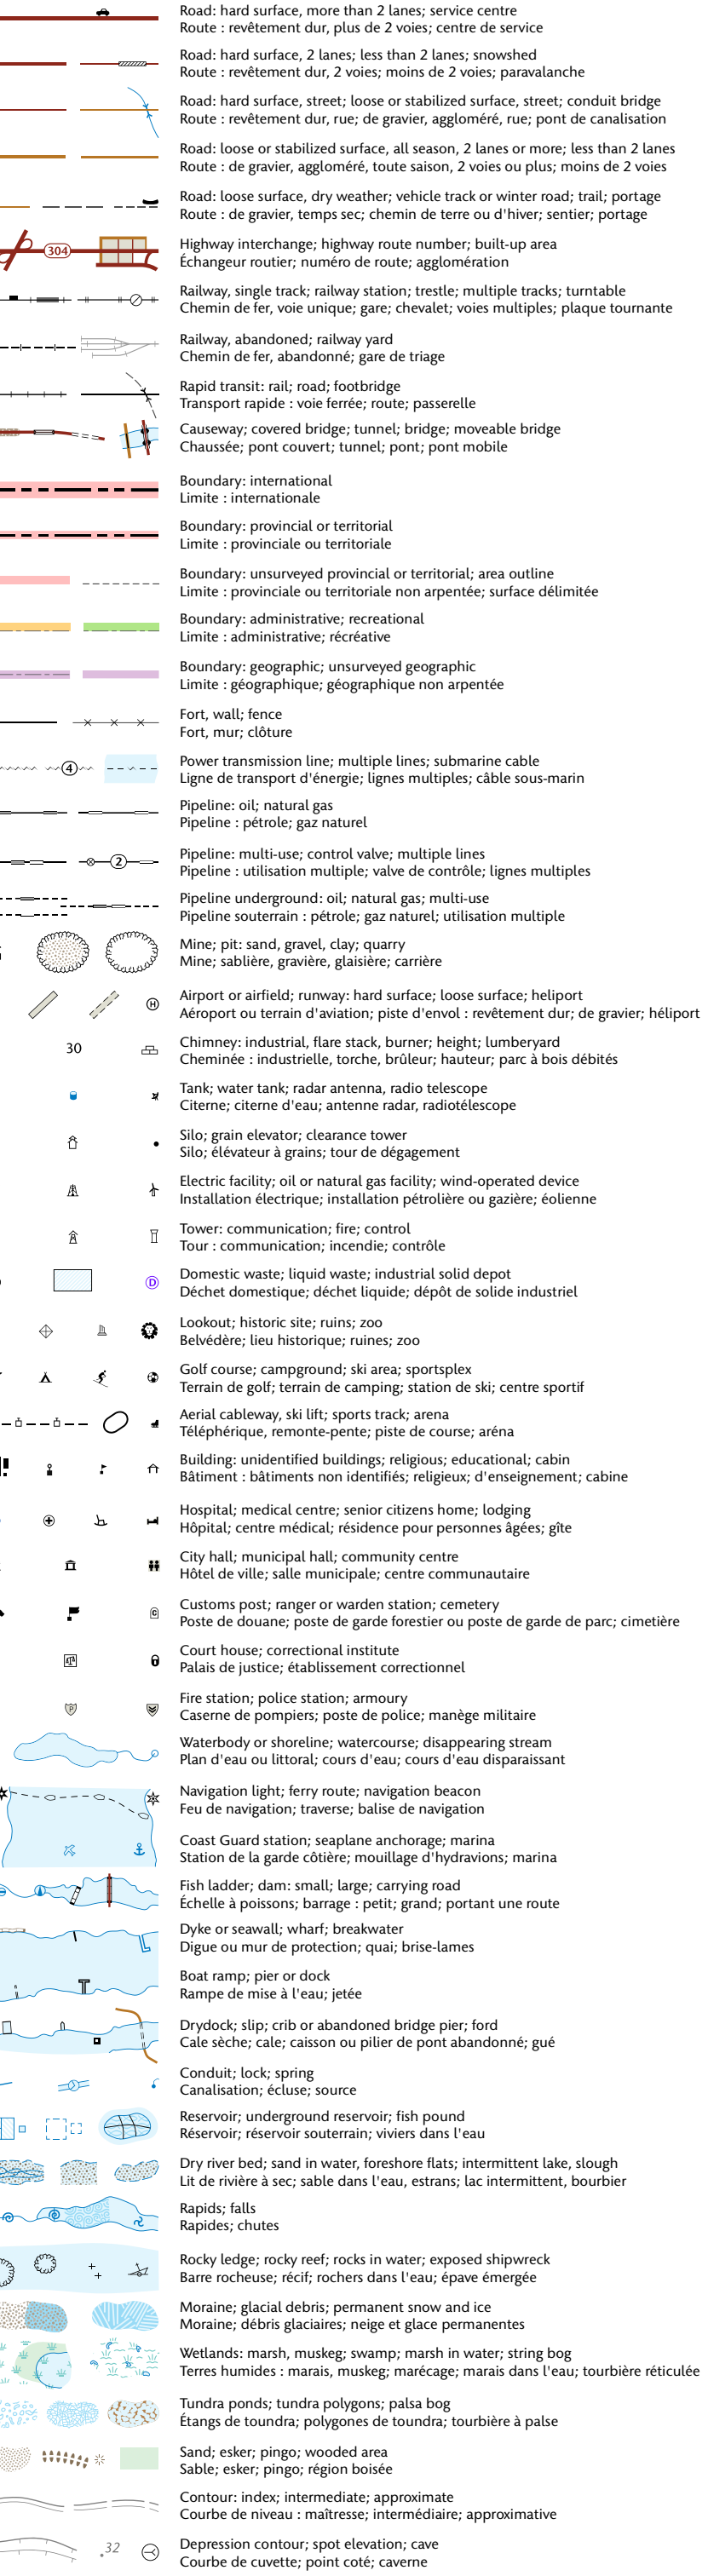 Road: hard surface, more than 2 lanes; service centre
Route : revêtement dur, plus de 2 voies; centre de service
Road: hard surface, 2 lanes; less than 2 lanes; snowshed
Route : revêtement dur, 2 voies; moins de 2 voies; paravalanche
Road: hard surface, street; loose or stabilized surface, street; conduit bridge
Route : revêtement dur, rue; de gravier, aggloméré, rue; pont de canalisation
Road: loose or stabilized surface, all season, 2 lanes or more; less than 2 lanes
Route : de gravier, aggloméré, toute saison, 2 voies ou plus; moins de 2 voies
Road: loose surface, dry weather; vehicle track or winter road; trail; portage
Route : de gravier, temps sec; chemin de terre ou d'hiver; sentier; portage
304
Highway interchange; highway route number; built-up area
Échangeur routier; numéro de route; agglomération
Railway, single track; railway station; trestle; multiple tracks; turntable
Chemin de fer, voie unique; gare; chevalet; voies multiples; plaque tournante
Railway, abandoned; railway yard
Chemin de fer, abandonné; gare de triage
Rapid transit: rail; road; footbridge
Transport rapide : voie ferrée; route; passerelle
Causeway; covered bridge; tunnel; bridge; moveable bridge
Chaussée; pont couvert; tunnel; pont; pont mobile
Boundary: international
Limite : internationale
Boundary: provincial or territorial
Limite : provinciale ou territoriale
Boundary: unsurveyed provincial or territorial; area outline
Limite : provinciale ou territoriale non arpentée; surface délimitée
Boundary: administrative; recreational
Limite : administrative; récréative
Boundary: geographic; unsurveyed geographic
Limite : géographique; géographique non arpentée
Fort, wall; fence
Fort, mur; clôture
4
Power transmission line; multiple lines; submarine cable
Ligne de transport d'énergie; lignes multiples; câble sous-marin
Pipeline: oil; natural gas
Pipeline : pétrole; gaz naturel
2
Pipeline: multi-use; control valve; multiple lines
Pipeline : utilisation multiple; valve de contrôle; lignes multiples
Pipeline underground: oil; natural gas; multi-use
Pipeline souterrain : pétrole; gaz naturel; utilisation multiple
Mine; pit: sand, gravel, clay; quarry
Mine; sablière, gravière, glaisière; carrière
H
Airport or airfield; runway: hard surface; loose surface; heliport
Aéroport ou terrain d'aviation; piste d'envol : revêtement dur; de gravier; héliport
30
Chimney: industrial, flare stack, burner; height; lumberyard
Cheminée : industrielle, torche, brûleur; hauteur; parc à bois débités
Tank; water tank; radar antenna, radio telescope
Citerne; citerne d'eau; antenne radar, radiotélescope
Silo; grain elevator; clearance tower
Silo; élévateur à grains; tour de dégagement
Electric facility; oil or natural gas facility; wind-operated device
Installation électrique; installation pétrolière ou gazière; éolienne
Tower: communication; fire; control
Tour : communication; incendie; contrôle
D
Domestic waste; liquid waste; industrial solid depot
Déchet domestique; déchet liquide; dépôt de solide industriel
Lookout; historic site; ruins; zoo
Belvédère; lieu historique; ruines; zoo
Golf course; campground; ski area; sportsplex
Terrain de golf; terrain de camping; station de ski; centre sportif
Aerial cableway, ski lift; sports track; arena
Téléphérique, remonte-pente; piste de course; aréna
Building: unidentified buildings; religious; educational; cabin
Bâtiment : bâtiments non identifiés; religieux; d'enseignement; cabine
Hospital; medical centre; senior citizens home; lodging
Hôpital; centre médical; résidence pour personnes âgées; gîte
City hall; municipal hall; community centre
Hôtel de ville; salle municipale; centre communautaire
C
Customs post; ranger or warden station; cemetery
Poste de douane; poste de garde forestier ou poste de garde de parc; cimetière
Court house; correctional institute
Palais de justice; établissement correctionnel
P
Fire station; police station; armoury
Caserne de pompiers; poste de police; manège militaire
Waterbody or shoreline; watercourse; disappearing stream
Plan d'eau ou littoral; cours d'eau; cours d'eau disparaissant
Navigation light; ferry route; navigation beacon
Feu de navigation; traverse; balise de navigation
Coast Guard station; seaplane anchorage; marina
Station de la garde côtière; mouillage d'hydravions; marina
Fish ladder; dam: small; large; carrying road
Échelle à poissons; barrage : petit; grand; portant une route
Dyke or seawall; wharf; breakwater
Digue ou mur de protection; quai; brise-lames
Boat ramp; pier or dock
Rampe de mise à l'eau; jetée
Drydock; slip; crib or abandoned bridge pier; ford
Cale sèche; cale; caisson ou pilier de pont abandonné; gué
Conduit; lock; spring
Canalisation; écluse; source
Reservoir; underground reservoir; fish pound
Réservoir; réservoir souterrain; viviers dans l'eau
Dry river bed; sand in water, foreshore flats; intermittent lake, slough
Lit de rivière à sec; sable dans l'eau, estrans; lac intermittent, bourbier
Rapids; falls
Rapides; chutes
Rocky ledge; rocky reef; rocks in water; exposed shipwreck
Barre rocheuse; récif; rochers dans l'eau; épave émergée
Moraine; glacial debris; permanent snow and ice
Moraine; débris glaciaires; neige et glace permanentes
Wetlands: marsh, muskeg; swamp; marsh in water; string bog
Terres humides : marais, muskeg; marécage; marais dans l'eau; tourbière réticulée
Tundra ponds; tundra polygons; palsa bog
Étangs de toundra; polygones de toundra; tourbière à palse
Sand; esker; pingo; wooded area
Sable; esker; pingo; région boisée
Contour: index; intermediate; approximate
Courbe de niveau : maîtresse; intermédiaire; approximative
32
Depression contour; spot elevation; cave
Courbe de cuvette; point coté; caverne